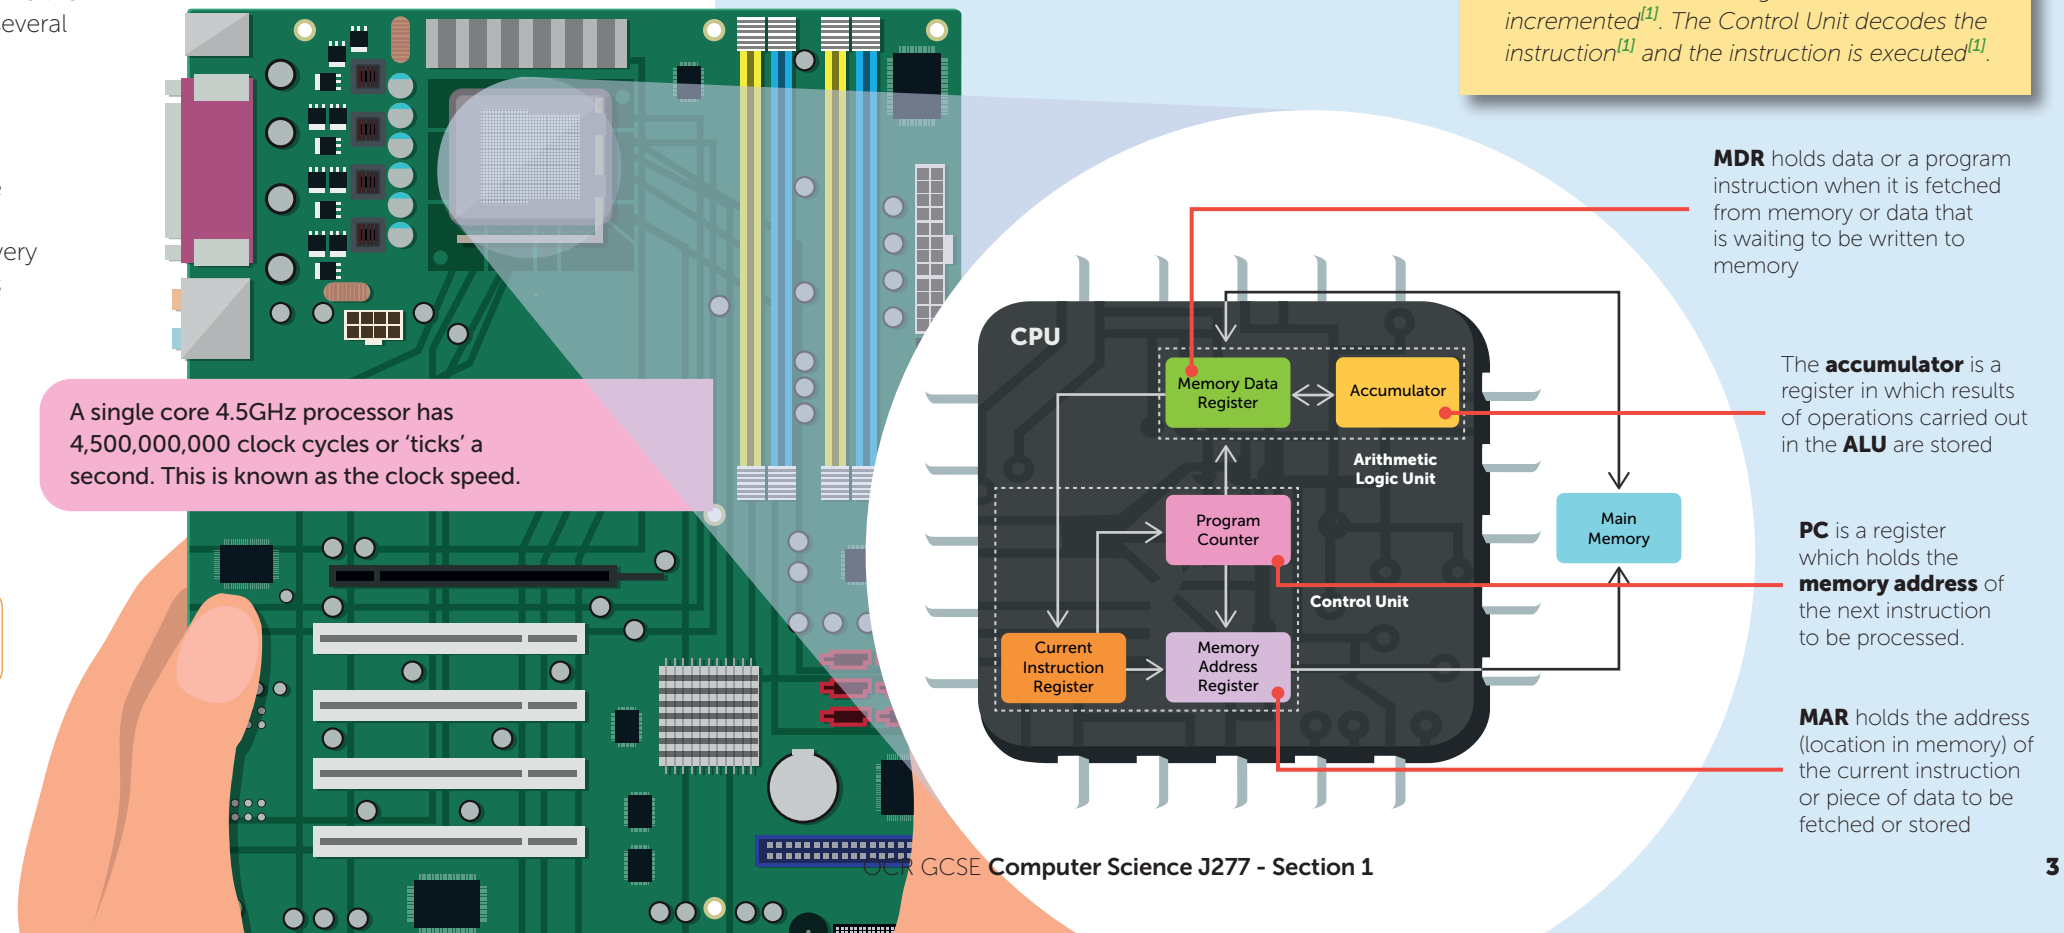 several
very
incremented[1]. The Control Unit decodes the
instruction[1] and the instruction is executed[1].
MDR holds data or a program
instruction when it is fetched
from memory or data that
is waiting to be written to
memory
CPU
Memory Data
Register
Accumulator
The accumulator is a
register in which results
of operations carried out
in the ALU are stored
A single core 4.5GHz processor has
4,500,000,000 clock cycles or ‘ticks’ a
second. This is known as the clock speed.
Arithmetic
Logic Unit
Program
Counter
Main
Memory
PC is a register
which holds the
memory address of
the next instruction
to be processed.
Control Unit
Current
Instruction
Register
Memory
Address
Register
MAR holds the address
(location in memory) of
the current instruction
or piece of data to be
fetched or stored
OCR GCSE Computer Science J277 - Section 1
3